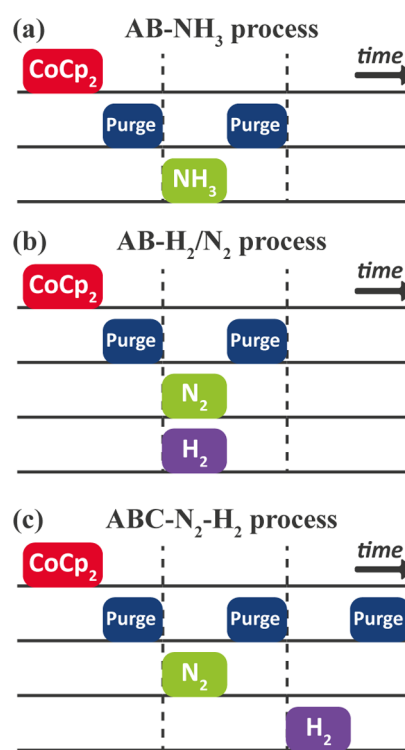 (a) AB-NH₃ process
time
CoCp₂
Purge Purge
NH₃
(b) AB-H₂/N₂ process
time
CoCp₂
Purge Purge
N₂
H₂
(c) ABC-N₂-H₂ process
time
CoCp₂
Purge Purge Purge
N₂
H₂